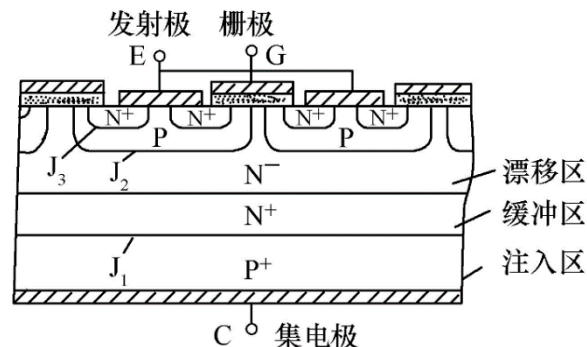 发射极 栅极
E G
N⁺ N⁺ N⁺ N⁺
P P
J₃ J₂ N⁻ 漂移区
N⁺ 缓冲区
J₁ P⁺ 注入区
C 集电极